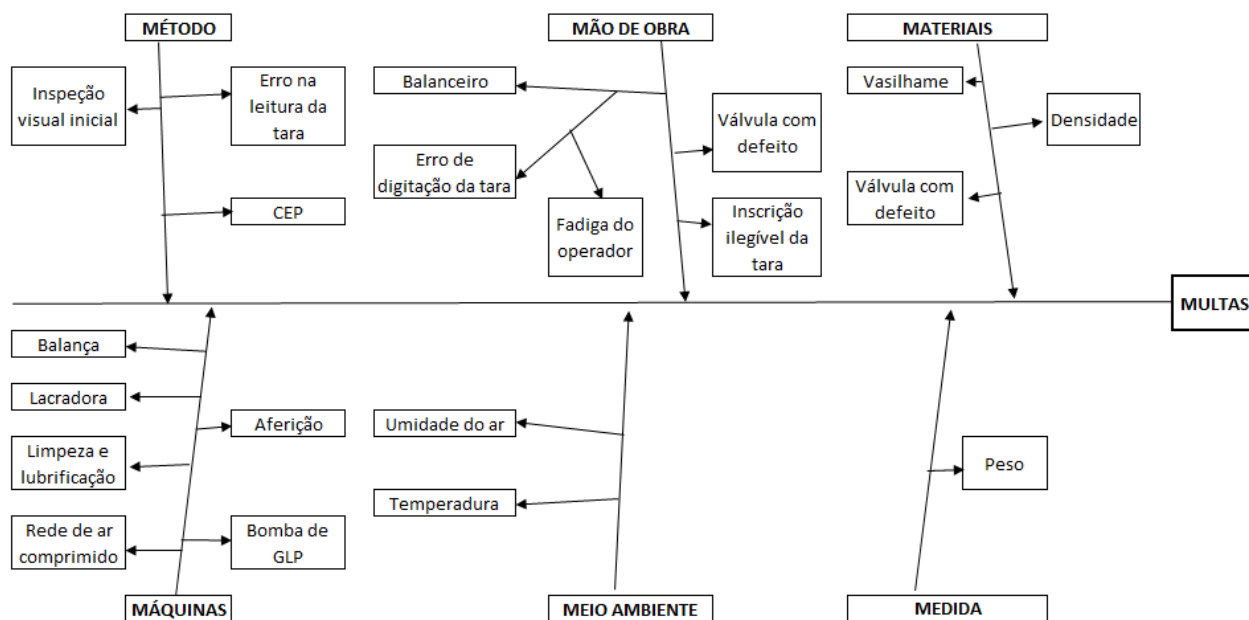 MÉTODO
MÃO DE OBRA
MATERIAIS
Inspeção
visual inicial
Erro na
leitura da
tara
CEP
Balanceiro
Erro de
digitação da tara
Fadiga do
operador
Válvula com
defeito
Inscrição
ilegível da
tara
Vasilhame
Densidade
Válvula com
defeito
MULTAS
Balança
Lacradora
Limpeza e
lubrificação
Rede de ar
comprimido
Aferição
Bomba de
GLP
Umidade do ar
Temperadura
Peso
MÁQUINAS
MEIO AMBIENTE
MEDIDA